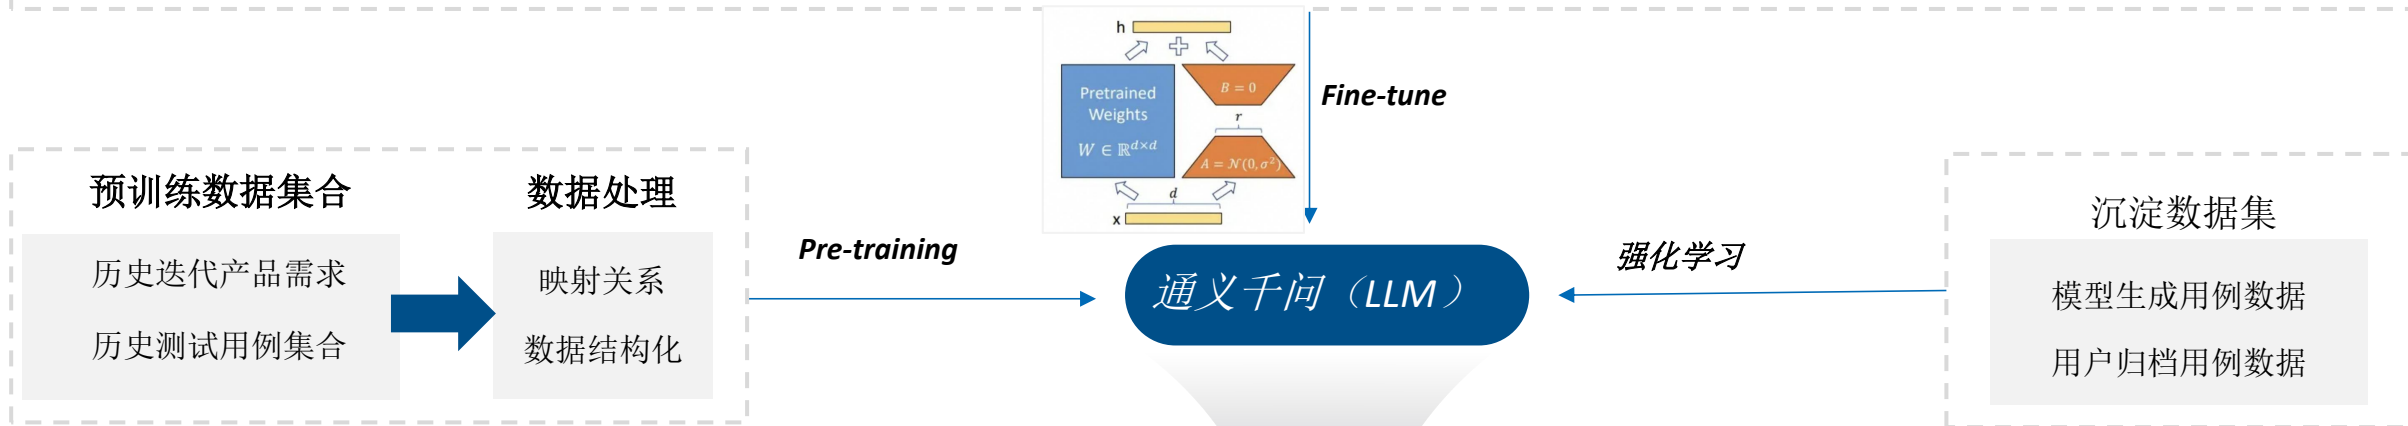 h
Pretrained
Weights
W ∈ ℝ^{d×d}
B = 0
r
A = 𝒩(0, σ²)
d
x
Fine-tune
预训练数据集合
历史迭代产品需求
历史测试用例集合
数据处理
映射关系
数据结构化
Pre-training
通义千问（LLM）
强化学习
沉淀数据集
模型生成用例数据
用户归档用例数据